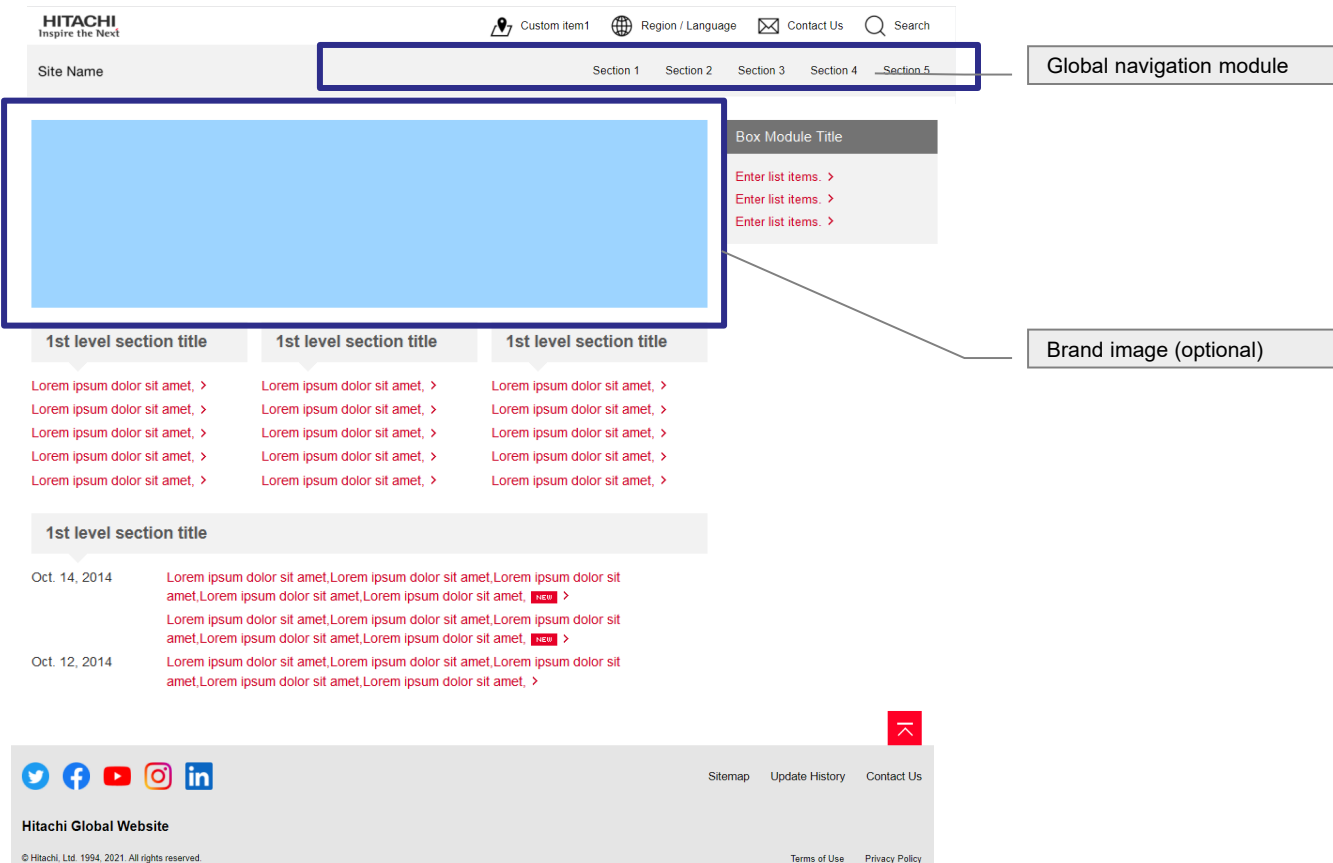 HITACHI
Inspire the Next
Custom item1 Region / Language Contact Us Search
Site Name
Section 1 Section 2 Section 3 Section 4 Section 5
Global navigation module
Box Module Title
Enter list items.
Enter list items.
Enter list items.
Brand image (optional)
1st level section title
Lorem ipsum dolor sit amet,
Lorem ipsum dolor sit amet,
Lorem ipsum dolor sit amet,
Lorem ipsum dolor sit amet,
Lorem ipsum dolor sit amet,
1st level section title
Lorem ipsum dolor sit amet,
Lorem ipsum dolor sit amet,
Lorem ipsum dolor sit amet,
Lorem ipsum dolor sit amet,
Lorem ipsum dolor sit amet,
1st level section title
Lorem ipsum dolor sit amet,
Lorem ipsum dolor sit amet,
Lorem ipsum dolor sit amet,
Lorem ipsum dolor sit amet,
Lorem ipsum dolor sit amet,
1st level section title
Oct. 14, 2014 Lorem ipsum dolor sit amet,Lorem ipsum dolor sit amet,Lorem ipsum dolor sit
amet,Lorem ipsum dolor sit amet,Lorem ipsum dolor sit amet, NEW
Lorem ipsum dolor sit amet,Lorem ipsum dolor sit amet,Lorem ipsum dolor sit
amet,Lorem ipsum dolor sit amet,Lorem ipsum dolor sit amet, NEW
Oct. 12, 2014 Lorem ipsum dolor sit amet,Lorem ipsum dolor sit amet,Lorem ipsum dolor sit
amet,Lorem ipsum dolor sit amet,Lorem ipsum dolor sit amet,
Sitemap Update History Contact Us
Hitachi Global Website
© Hitachi, Ltd. 1994, 2021. All rights reserved. Terms of Use Privacy Policy